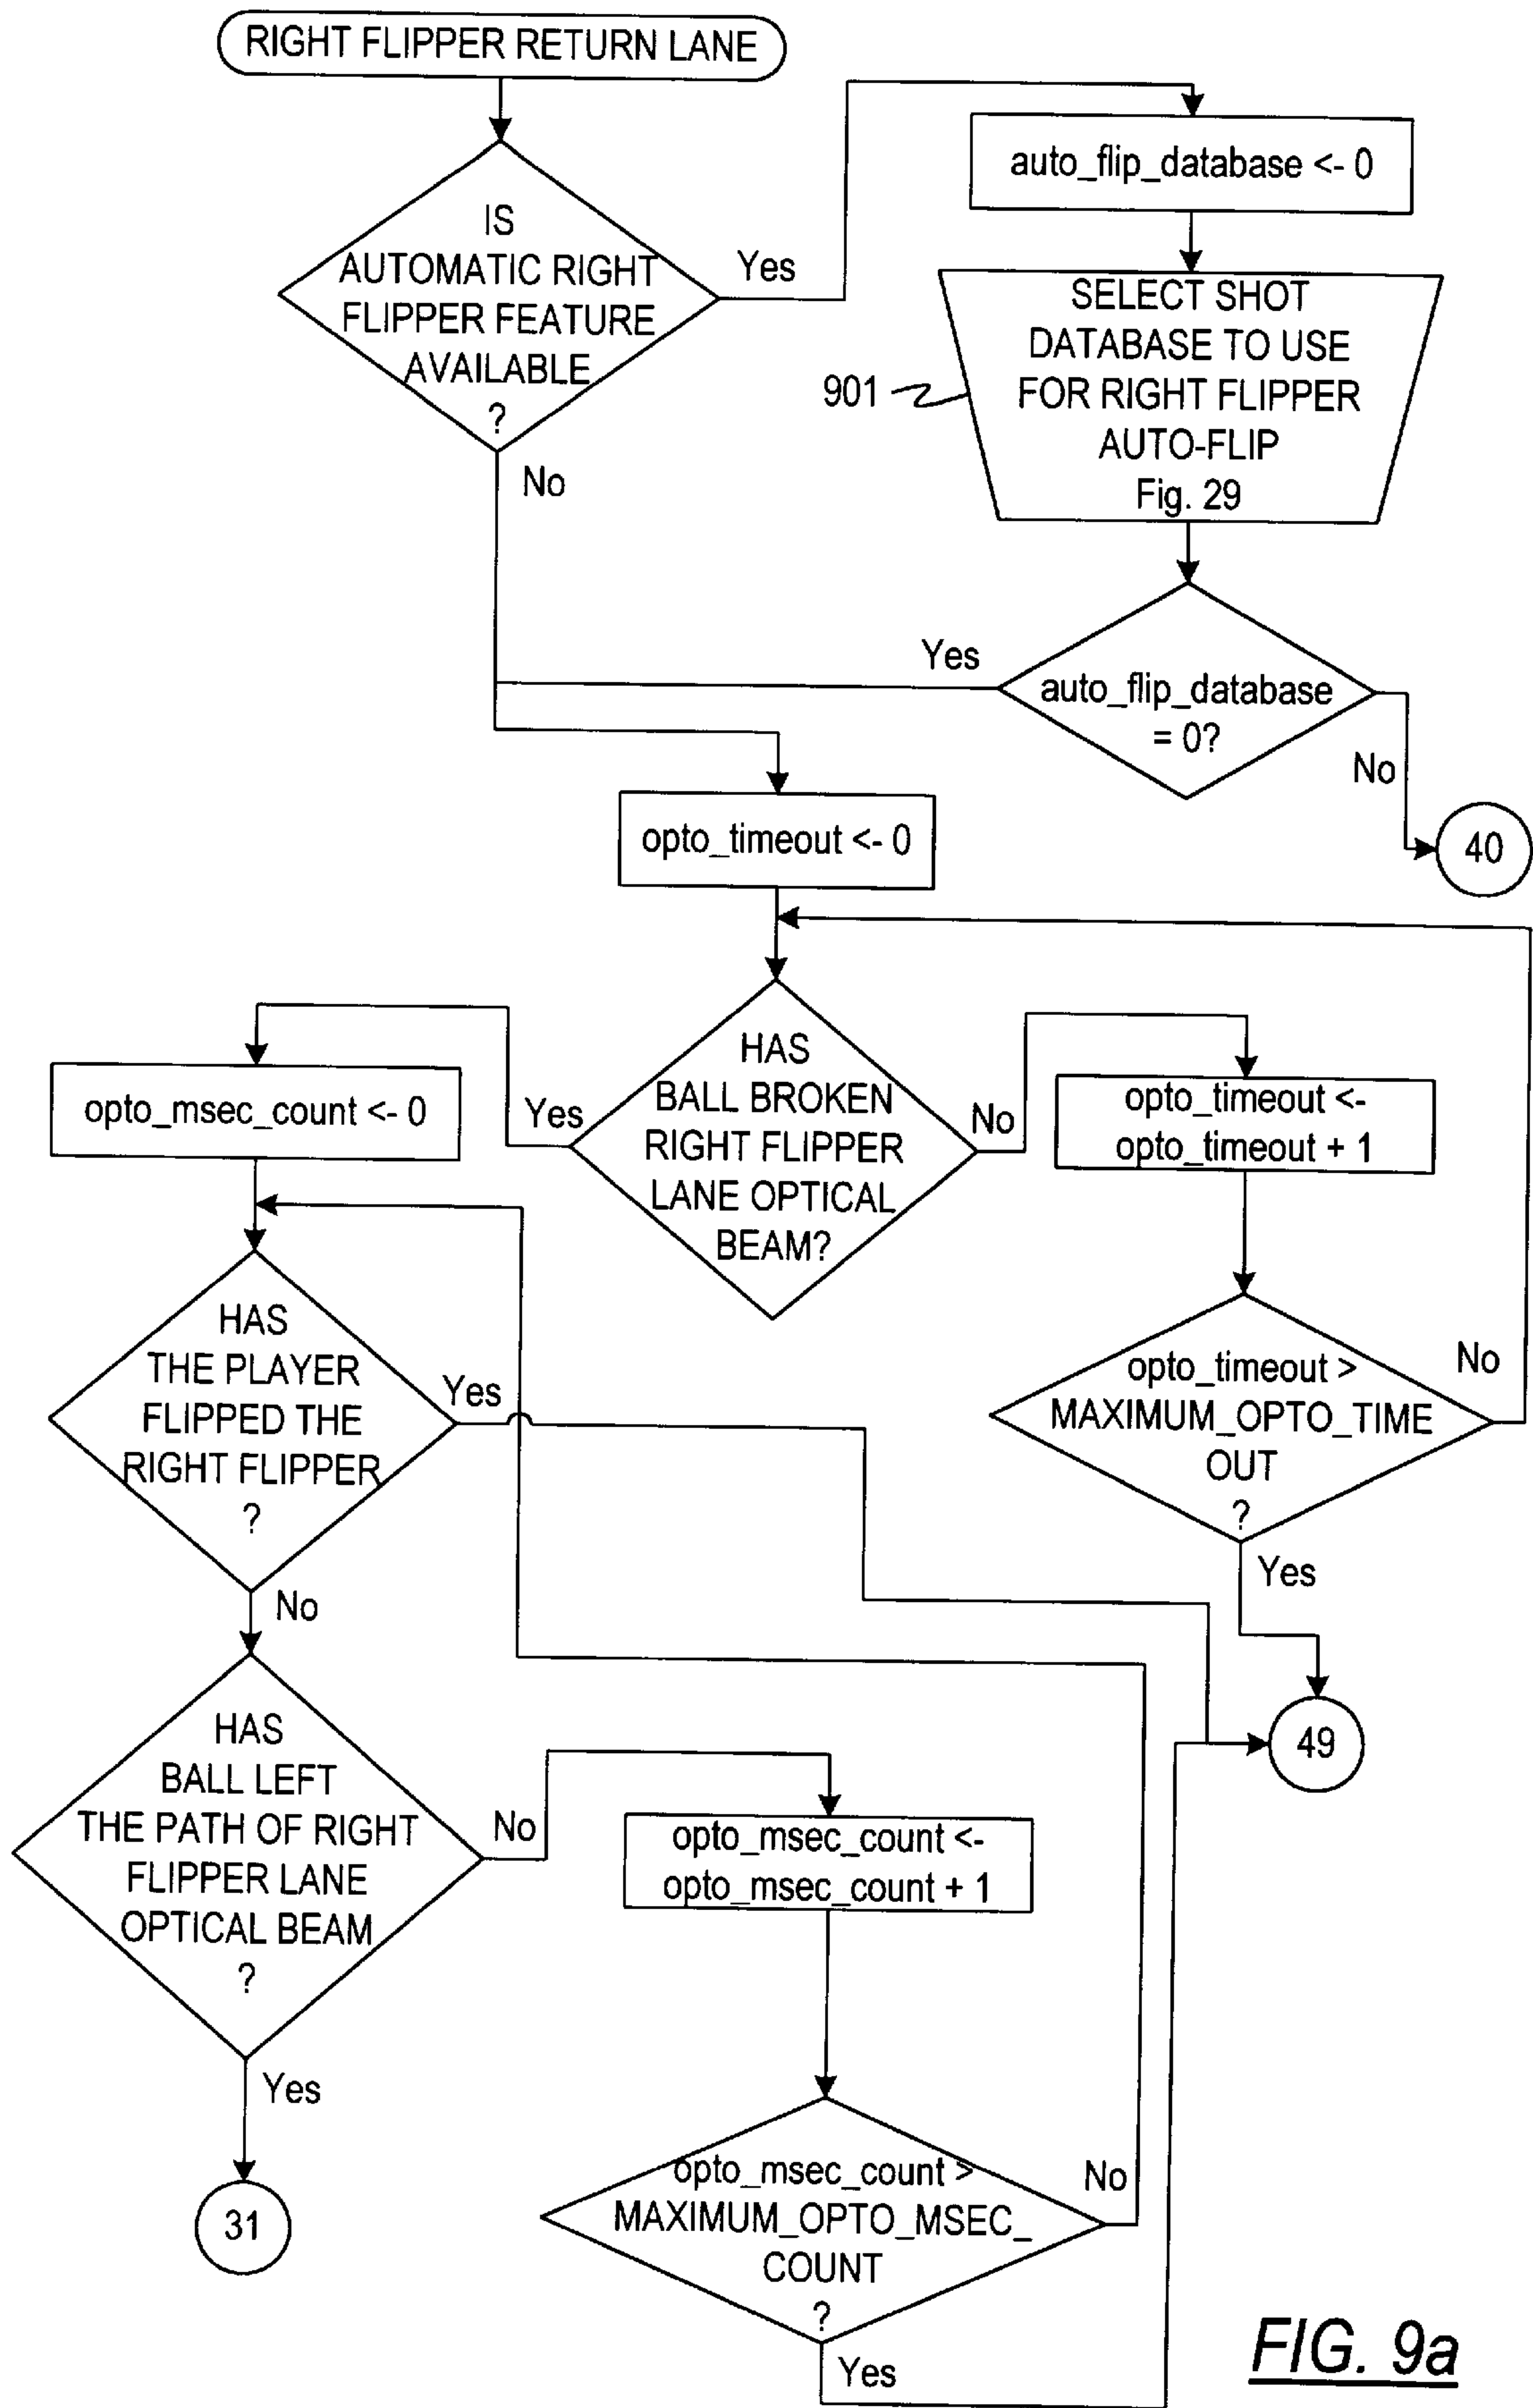 RIGHT FLIPPER RETURN LANE
IS
AUTOMATIC RIGHT
FLIPPER FEATURE
AVAILABLE
?
Yes
No
auto_flip_database <- 0
SELECT SHOT
DATABASE TO USE
FOR RIGHT FLIPPER
AUTO-FLIP
Fig. 29
901
auto_flip_database
= 0?
Yes
No
40
opto_timeout <- 0
HAS
BALL BROKEN
RIGHT FLIPPER
LANE OPTICAL
BEAM?
Yes
No
opto_msec_count <- 0
opto_timeout <-
opto_timeout + 1
opto_timeout >
MAXIMUM_OPTO_TIME
OUT
?
No
Yes
HAS
THE PLAYER
FLIPPED THE
RIGHT FLIPPER
?
Yes
No
49
HAS
BALL LEFT
THE PATH OF RIGHT
FLIPPER LANE
OPTICAL BEAM
?
No
Yes
opto_msec_count <-
opto_msec_count + 1
31
opto_msec_count >
MAXIMUM_OPTO_MSEC_
COUNT
?
No
Yes
FIG. 9a